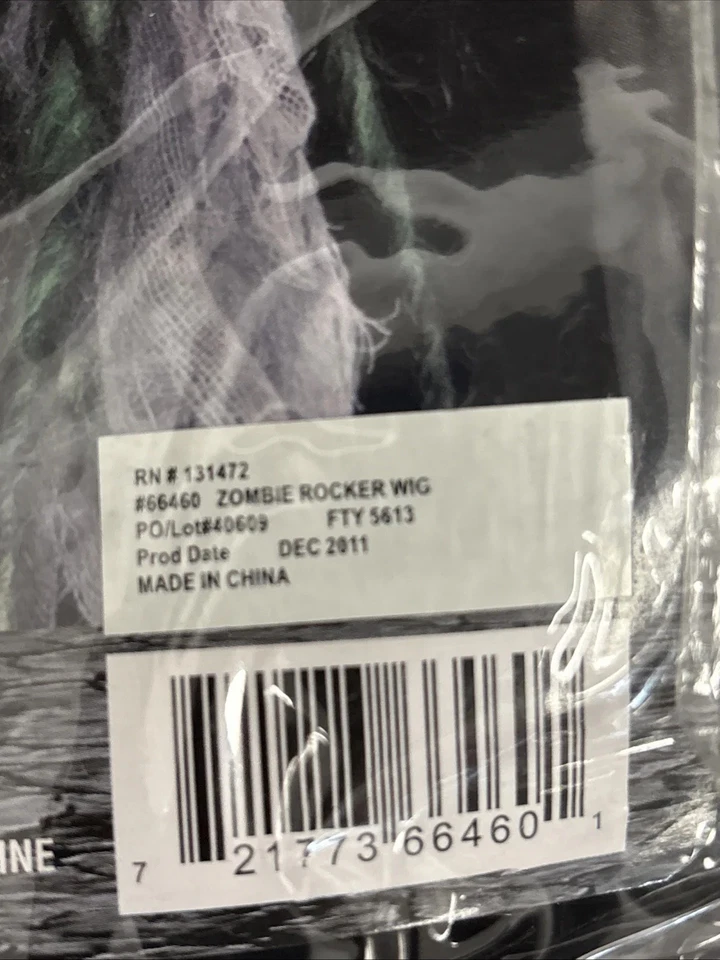 RN # 131472
#66460 ZOMBIE ROCKER WIG
PO/Lot#40609 FTY 5613
Prod Date DEC 2011
MADE IN CHINA
INE
7 21773 66460 1